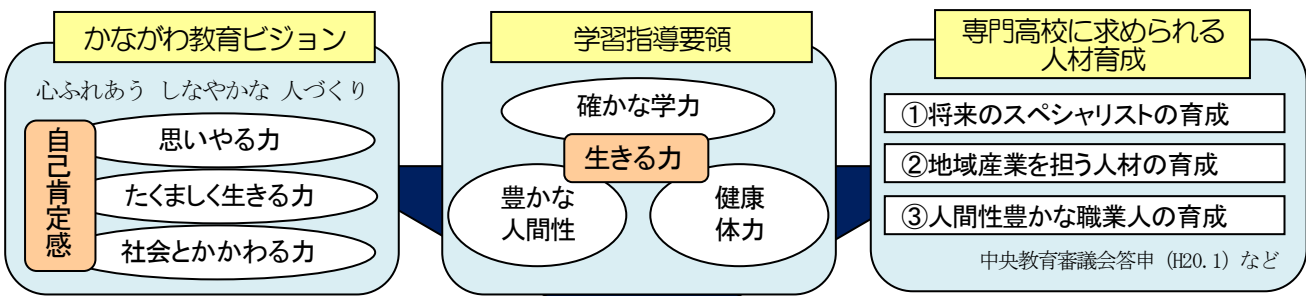 かながわ教育ビジョン
心ふれあう しなやかな 人づくり
自己肯定感
思いやる力
たくましく生きる力
社会とかかわる力
学習指導要領
確かな学力
生きる力
豊かな
人間性
健康
体力
専門高校に求められる
人材育成
①将来のスペシャリストの育成
②地域産業を担う人材の育成
③人間性豊かな職業人の育成
中央教育審議会答申（H20.1）など